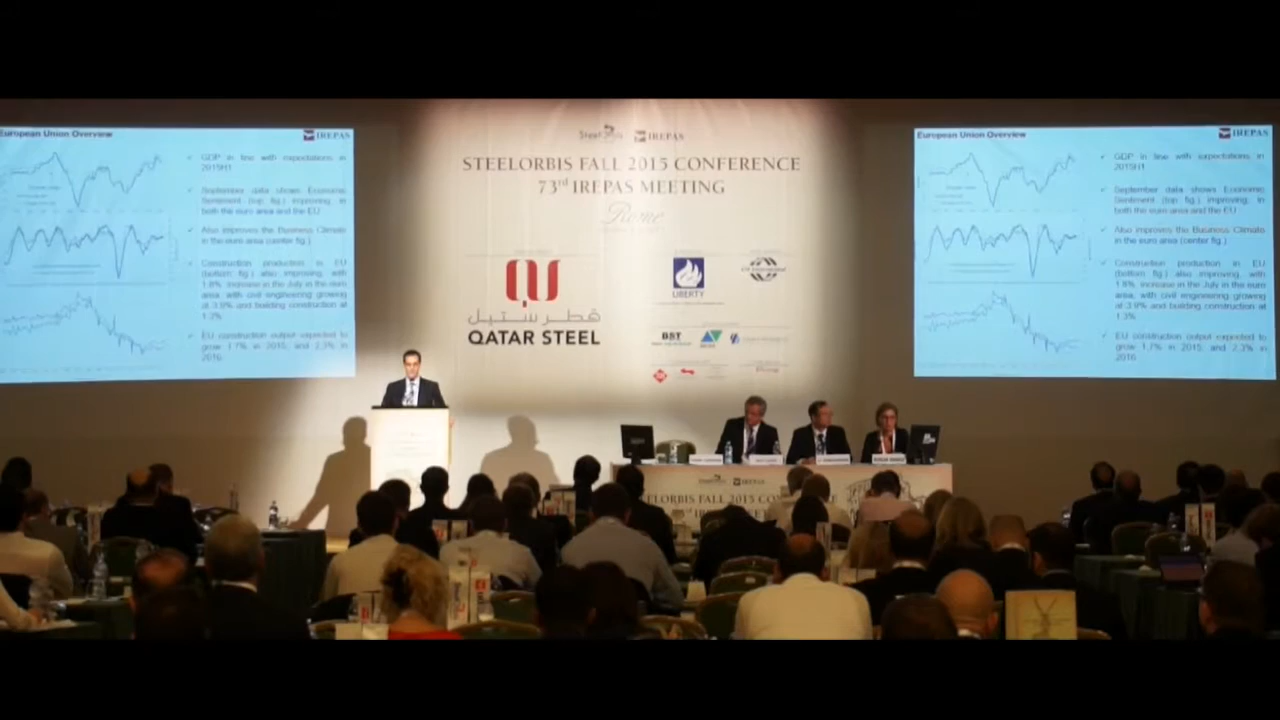 European Union Overview
IREPAS
GDP in line with expectations in
2015H1
September data shows Economic
Sentiment (top fig.) improving, in
both the euro area and the EU
Also improves the Business Climate
in the euro area (center fig.)
Construction production in EU
(bottom fig.) also improving, with
1.8% increase in the July in the euro
area, with civil engineering growing
at 3.9% and building construction at
1.3%
EU construction output expected to
grow 1.7% in 2015, and 2.3% in
2016
IREPAS
STEELORBIS FALL 2015 CONFERENCE
73rd IREPAS MEETING
Rome
قطر ستيل
QATAR STEEL
LIBERTY
BST
European Union Overview
IREPAS
GDP in line with expectations in
2015H1
September data shows Economic
Sentiment (top fig.) improving, in
both the euro area and the EU
Also improves the Business Climate
in the euro area (center fig.)
Construction production in EU
(bottom fig.) also improving, with
1.8% increase in the July in the euro
area, with civil engineering growing
at 3.9% and building construction at
1.3%
EU construction output expected to
grow 1.7% in 2015, and 2.3% in
2016
IREPAS
ELORBIS FALL 2015 CON